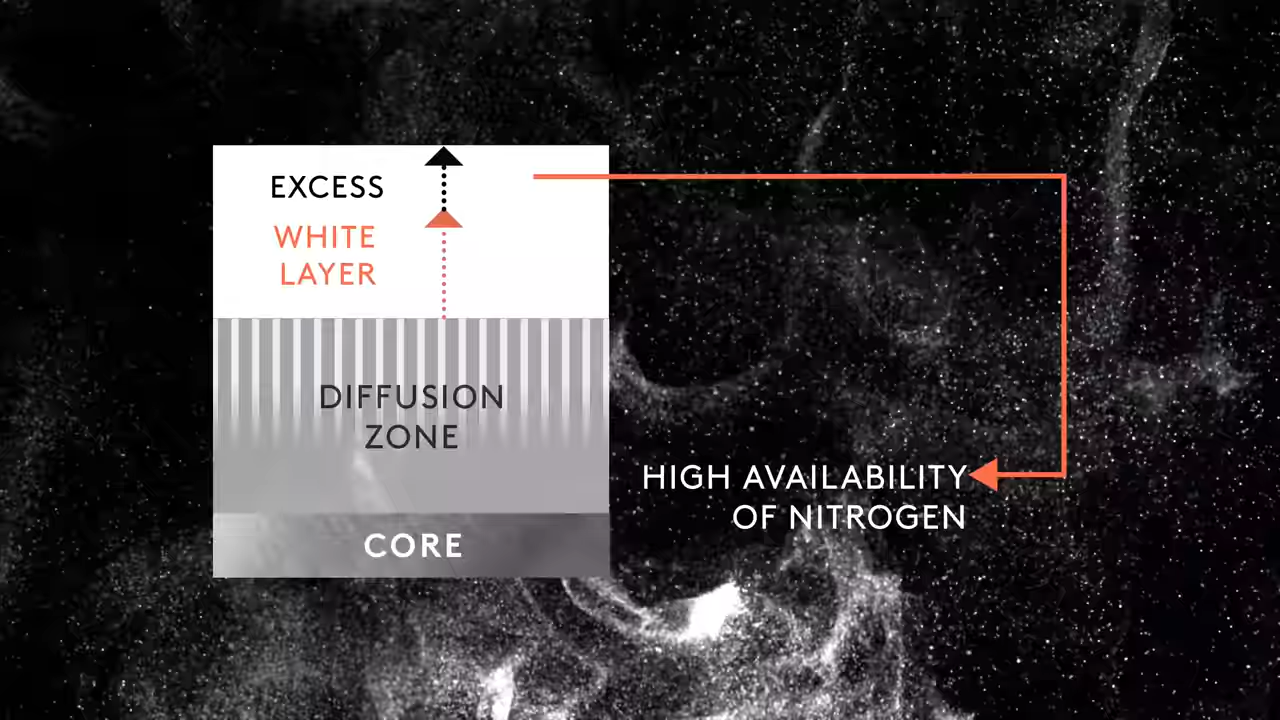 EXCESS
WHITE
LAYER
DIFFUSION
ZONE
CORE
HIGH AVAILABILITY
OF NITROGEN